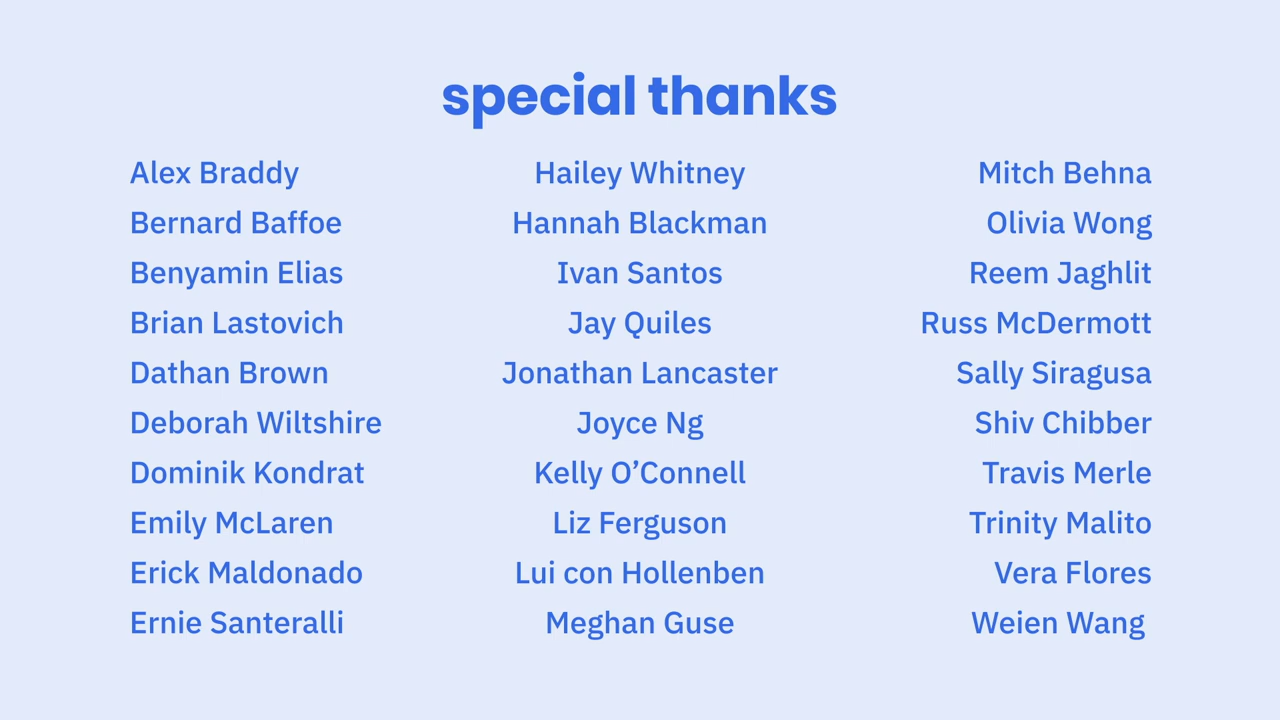 special thanks
Alex Braddy
Bernard Baffoe
Benyamin Elias
Brian Lastovich
Dathan Brown
Deborah Wiltshire
Dominik Kondrat
Emily McLaren
Erick Maldonado
Ernie Santeralli
Hailey Whitney
Hannah Blackman
Ivan Santos
Jay Quiles
Jonathan Lancaster
Joyce Ng
Kelly O’Connell
Liz Ferguson
Lui con Hollenben
Meghan Guse
Mitch Behna
Olivia Wong
Reem Jaghlit
Russ McDermott
Sally Siragusa
Shiv Chibber
Travis Merle
Trinity Malito
Vera Flores
Weien Wang